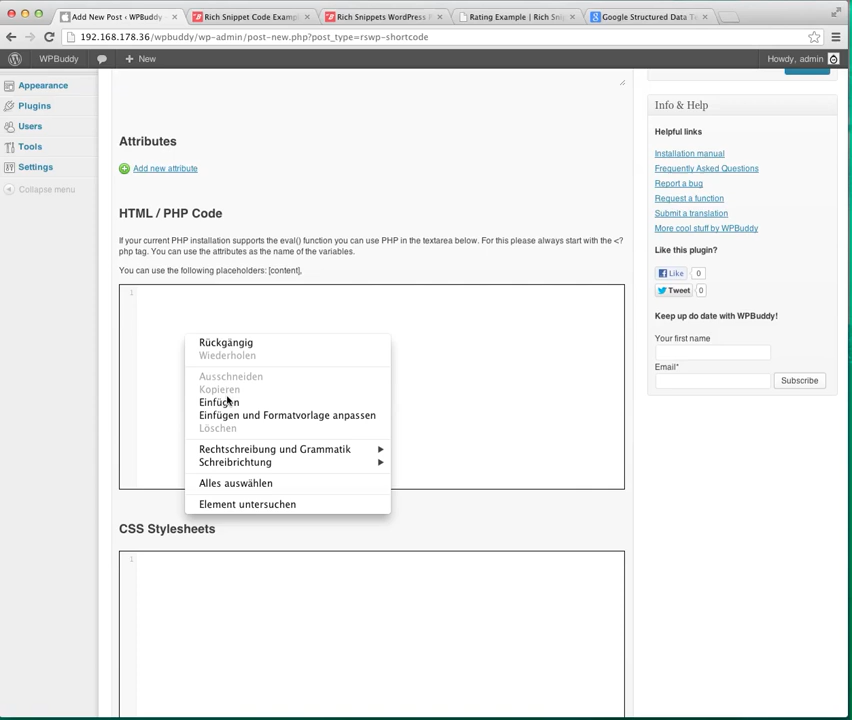 Add New Post ‹ WPBuddy
Rich Snippet Code Exampl
Rich Snippets WordPress P
Rating Example | Rich Snip
Google Structured Data Te
192.168.178.36/wpbuddy/wp-admin/post-new.php?post_type=rswp-shortcode
WPBuddy
+ New
Howdy, admin
Appearance
Plugins
Users
Tools
Settings
Collapse menu
Attributes
Add new attribute
HTML / PHP Code
If your current PHP installation supports the eval() function you can use PHP in the textarea below. For this please always start with the <?
php tag. You can use the attributes as the name of the variables.
You can use the following placeholders: [content],
1
Rückgängig
Wiederholen
Ausschneiden
Kopieren
Einfügen
Einfügen und Formatvorlage anpassen
Löschen
Rechtschreibung und Grammatik
Schreibrichtung
Alles auswählen
Element untersuchen
CSS Stylesheets
1
Info & Help
Helpful links
Installation manual
Frequently Asked Questions
Report a bug
Request a function
Submit a translation
More cool stuff by WPBuddy
Like this plugin?
Like 0
Tweet 0
Keep up do date with WPBuddy!
Your first name
Email*
Subscribe